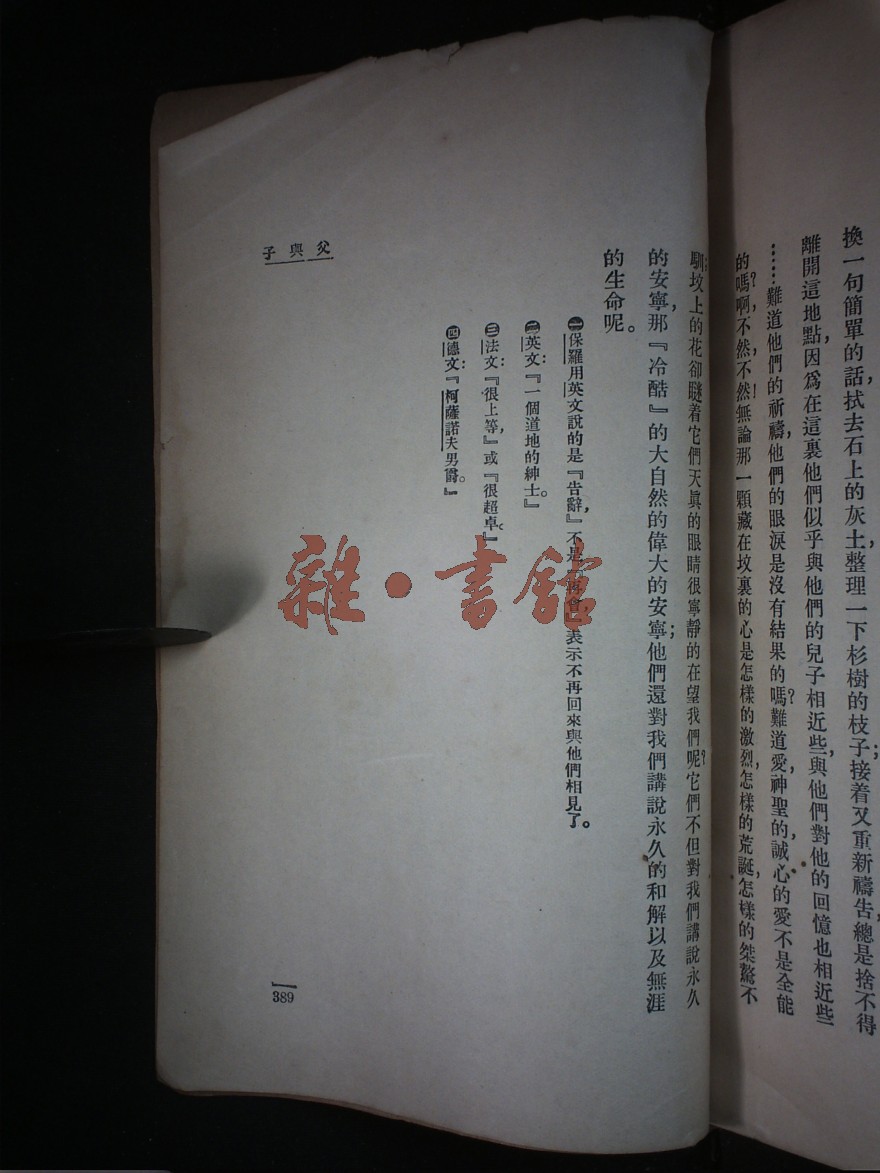 換一句簡單的話,拭去石上的灰土,整理一下杉樹的枝子;接着又重新禱告,總是捨不得
離開這地點,因爲在這裏他們似乎與他們的兒子相近些,與他們對他的回憶也相近些
……難道他們的祈禱,他們的眼淚是沒有結果的嗎?難道愛,神聖的,誠心的愛不是全能
的嗎?啊,不然,不然!無論那一顆藏在墳裏的心是怎樣的激烈,怎樣的荒誕,怎樣的桀驁不
馴;墳上的花卻瞇着它們天眞的眼睛很寧靜的在望我們呢?它們不但對我們講說永久
的安寧,那『冷酷』的大自然的偉大的安寧;他們還對我們講說永久的和解以及無涯
的生命呢。
㊀保羅用英文說的是『告辭,』不是『再會』表示不再回來與他們相見了。
㊁英文:『一個道地的紳士。』
㊂法文:『很上等,』或『很超卓。』
㊃德文:『柯薩諾夫男爵。』
父與子
389
雜·書館